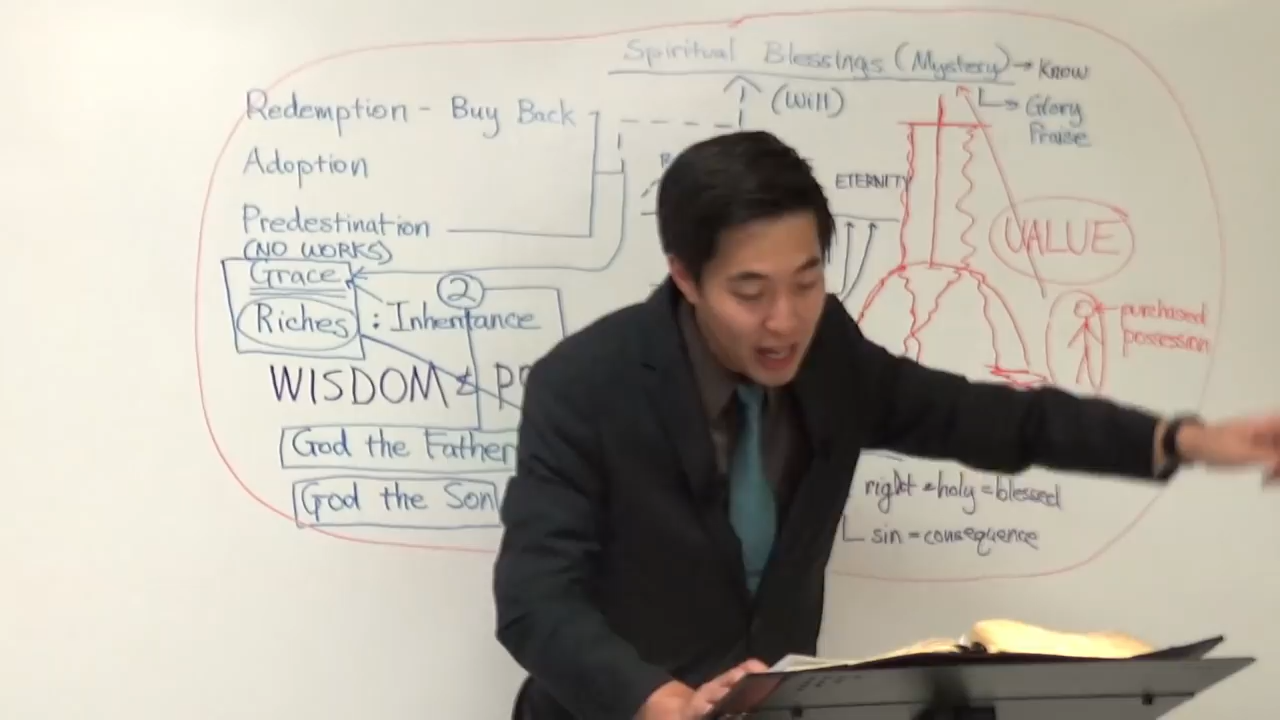 Spiritual Blessings (Mystery) → Know
Redemption - Buy Back
(Will)
↳ Glory
Praise
Adoption
ETERNITY
Predestination
(NO WORKS)
VALUE
Grace
2
Riches : Inheritance
purchased
possession
WISDOM &
God the Father
God the Son
right = holy = blessed
sin = consequence